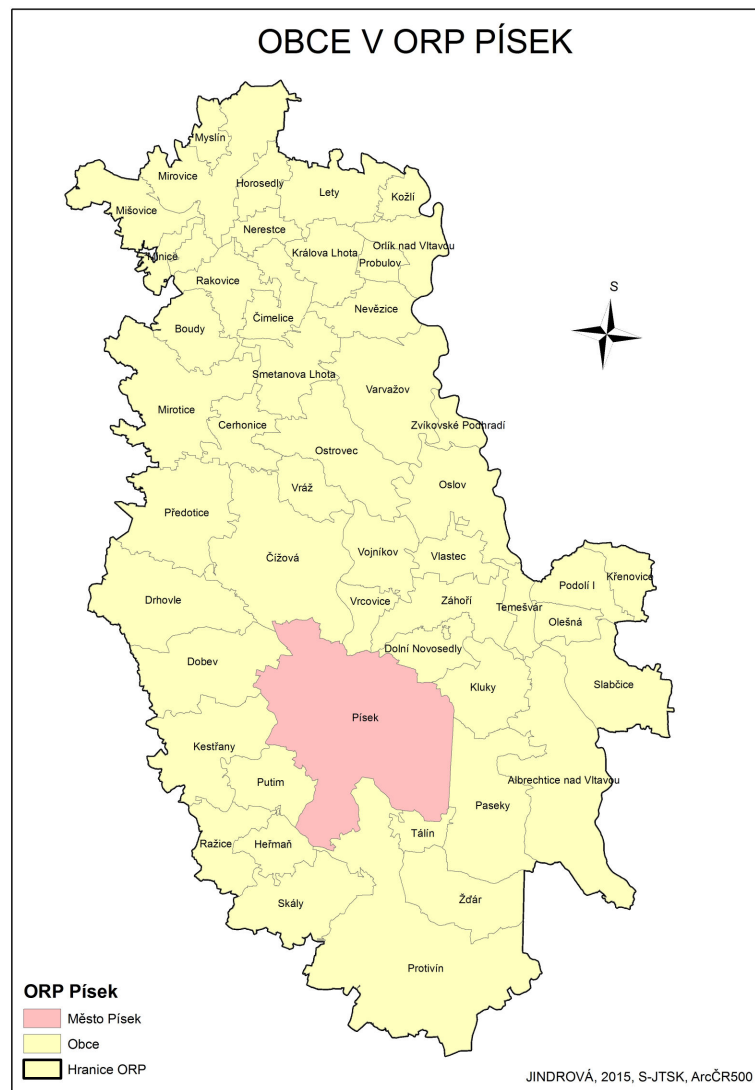 OBCE V ORP PÍSEK
Myslín
Mirovice
Horosedly
Lety
Kožlí
Mišovice
Nerestce
Orlík nad Vltavou
Minice
Králova Lhota
Probulov
Rakovice
Nevězice
Čimelice
Boudy
S
Smetanova Lhota
Varvažov
Mirotice
Cerhonice
Zvíkovské Podhradí
Ostrovec
Vráž
Oslov
Předotice
Čížová
Vojníkov
Vlastec
Podolí I
Křenovice
Drhovle
Vrcovice
Záhoří
Temešvár
Olešná
Dolní Novosedly
Dobev
Kluky
Slabčice
Písek
Kestřany
Putim
Albrechtice nad Vltavou
Paseky
Ražice
Heřmaň
Tálín
Skály
Žďár
Protivín
ORP Písek
Město Písek
Obce
Hranice ORP
JINDROVÁ, 2015, S-JTSK, ArcČR500